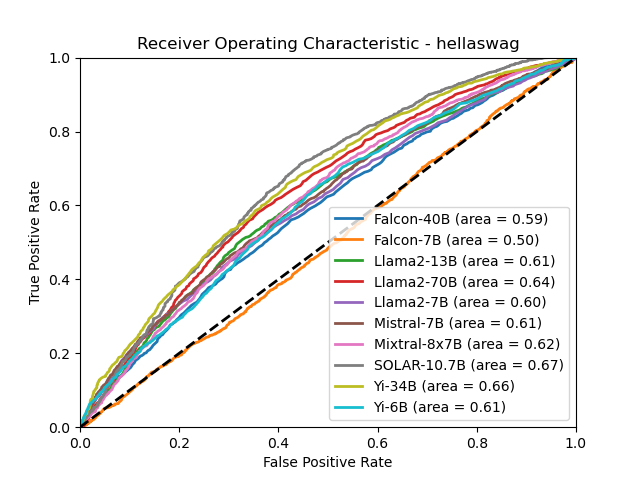 Receiver Operating Characteristic - hellaswag
True Positive Rate
1.0
0.8
0.6
0.4
0.2
0.0
Falcon-40B (area = 0.59)
Falcon-7B (area = 0.50)
Llama2-13B (area = 0.61)
Llama2-70B (area = 0.64)
Llama2-7B (area = 0.60)
Mistral-7B (area = 0.61)
Mixtral-8x7B (area = 0.62)
SOLAR-10.7B (area = 0.67)
Yi-34B (area = 0.66)
Yi-6B (area = 0.61)
0.0 0.2 0.4 0.6 0.8 1.0
False Positive Rate